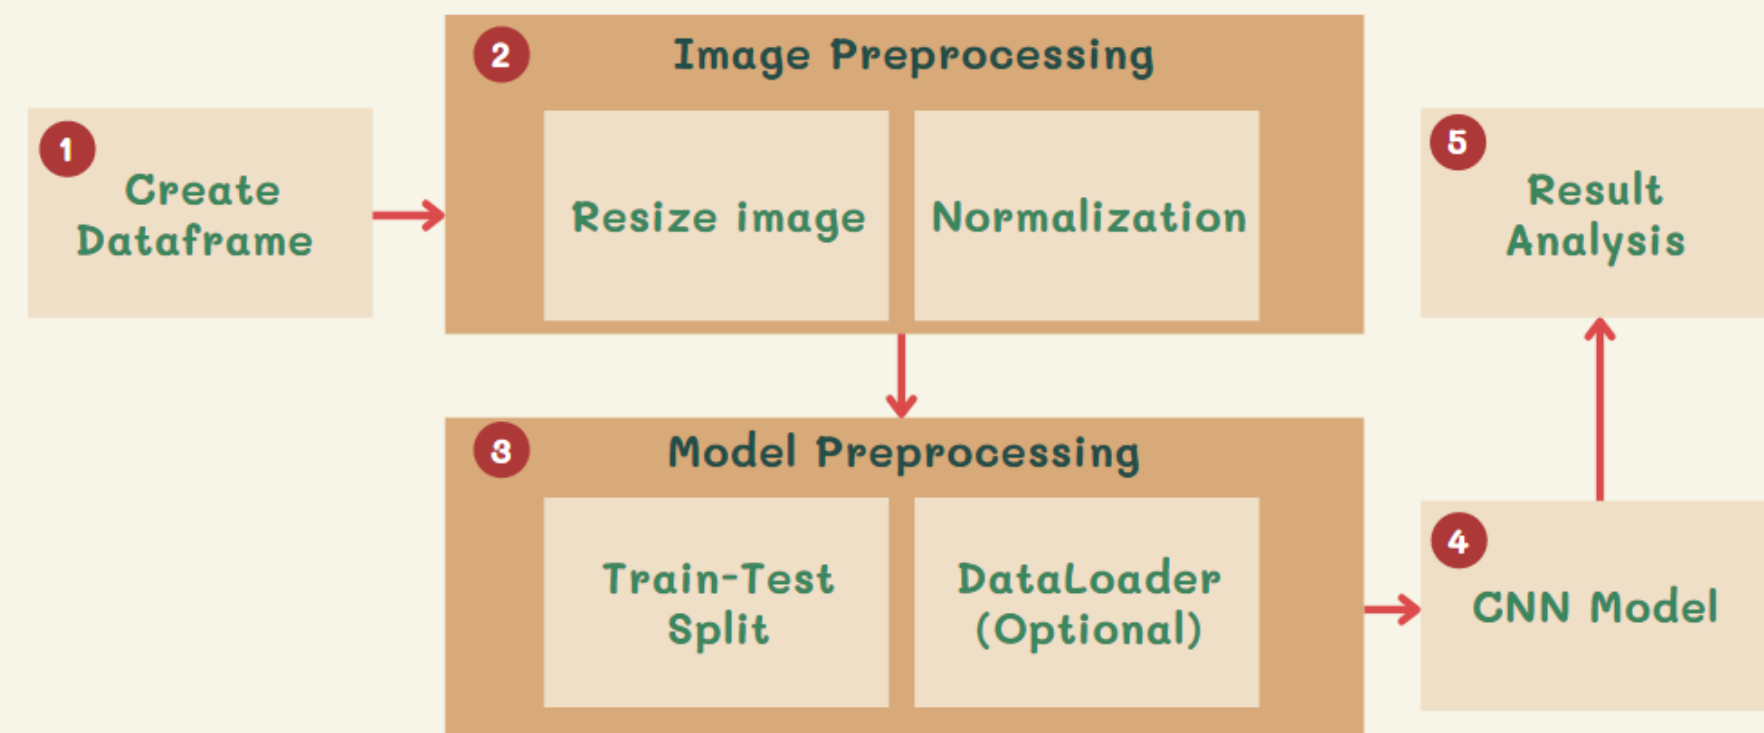 1
Create
Dataframe
2
Image Preprocessing
Resize image
Normalization
3
Model Preprocessing
Train-Test
Split
DataLoader
(Optional)
4
CNN Model
5
Result
Analysis